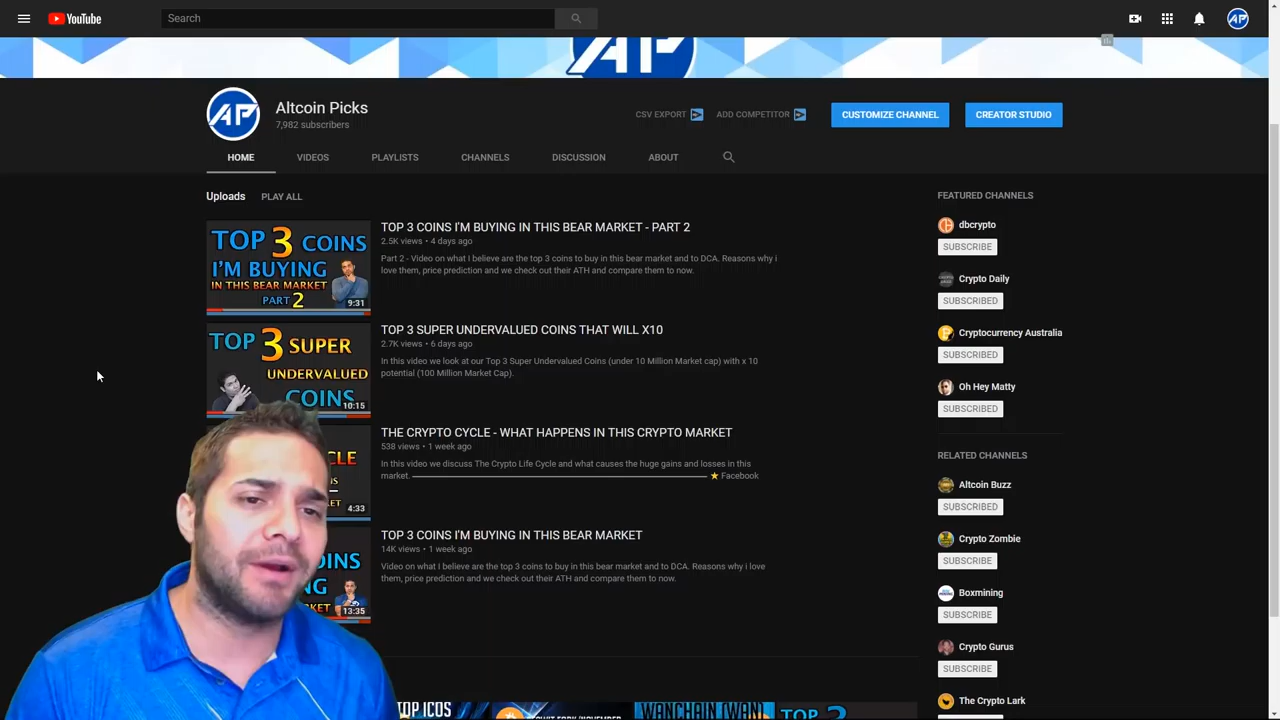 YouTube
Search
AP
AP
Altcoin Picks
7,982 subscribers
CSV EXPORT
ADD COMPETITOR
CUSTOMIZE CHANNEL
CREATOR STUDIO
HOME
VIDEOS
PLAYLISTS
CHANNELS
DISCUSSION
ABOUT
Uploads
PLAY ALL
TOP 3 COINS
I'M BUYING
IN THIS BEAR MARKET
PART 2
9:31
TOP 3 COINS I'M BUYING IN THIS BEAR MARKET - PART 2
2.5K views • 4 days ago
Part 2 - Video on what I believe are the top 3 coins to buy in this bear market and to DCA. Reasons why i
love them, price prediction and we check out their ATH and compare them to now.
TOP 3 SUPER
UNDERVALUED
COINS
10:15
TOP 3 SUPER UNDERVALUED COINS THAT WILL X10
2.7K views • 6 days ago
In this video we look at our Top 3 Super Undervalued Coins (under 10 Million Market cap) with x 10
potential (100 Million Market Cap).
4:33
THE CRYPTO CYCLE - WHAT HAPPENS IN THIS CRYPTO MARKET
538 views • 1 week ago
In this video we discuss The Crypto Life Cycle and what causes the huge gains and losses in this
market. ⭐ Facebook
13:35
TOP 3 COINS I'M BUYING IN THIS BEAR MARKET
14K views • 1 week ago
Video on what I believe are the top 3 coins to buy in this bear market and to DCA. Reasons why i love
them, price prediction and we check out their ATH and compare them to now.
TOP ICOS
WANCHAIN (WAN)
TOP 3
FEATURED CHANNELS
dbcrypto
SUBSCRIBE
Crypto Daily
SUBSCRIBED
Cryptocurrency Australia
SUBSCRIBED
Oh Hey Matty
SUBSCRIBED
RELATED CHANNELS
Altcoin Buzz
SUBSCRIBED
Crypto Zombie
SUBSCRIBE
Boxmining
SUBSCRIBE
Crypto Gurus
SUBSCRIBE
The Crypto Lark